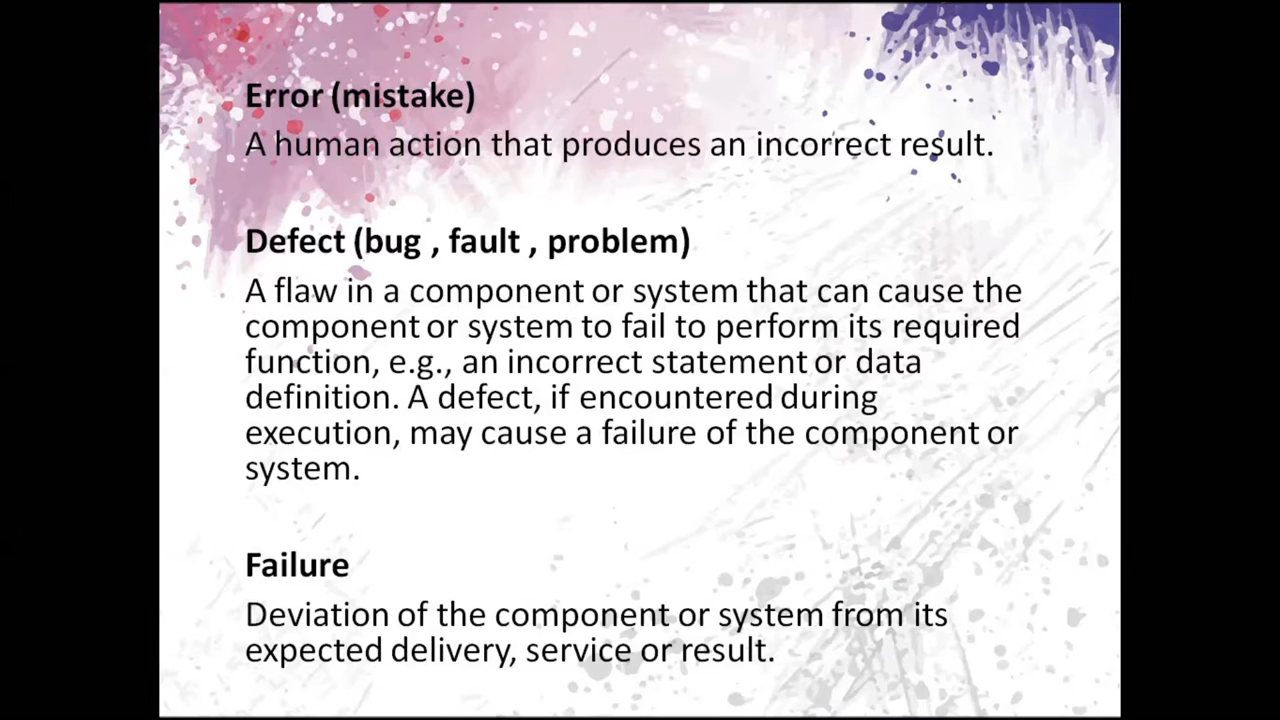 Error (mistake)
A human action that produces an incorrect result.
Defect (bug , fault , problem)
A flaw in a component or system that can cause the
component or system to fail to perform its required
function, e.g., an incorrect statement or data
definition. A defect, if encountered during
execution, may cause a failure of the component or
system.
Failure
Deviation of the component or system from its
expected delivery, service or result.